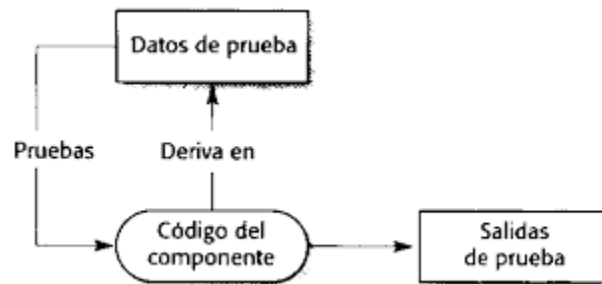 Datos de prueba
Pruebas
Deriva en
Código del
componente
Salidas
de prueba